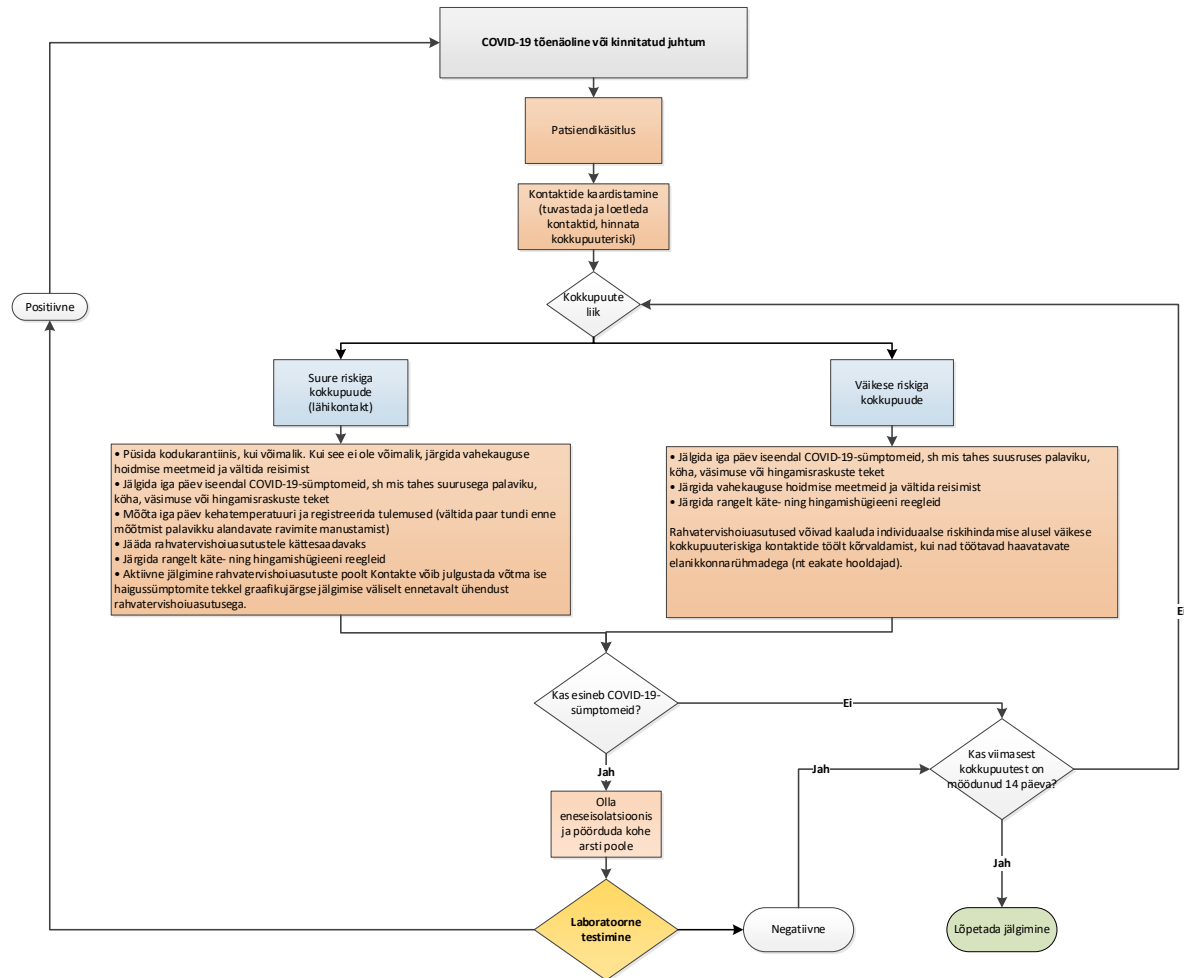 COVID-19 tõenäoline või kinnitatud juhtum
Patsiendikäsitlus
Kontaktide kaardistamine
(tuvastada ja loetleda
kontaktid, hinnata
kokkupuuteriski)
Positiivne
Kokkupuute
liik
Suure riskiga
kokkupuude
(lähikontakt)
Väikese riskiga
kokkupuude
• Püsida kodukarantiinis, kui võimalik. Kui see ei ole võimalik, järgida vahekauguse
hoidmise meetmeid ja vältida reisimist
• Jälgida iga päev iseendal COVID-19-sümptomeid, sh mis tahes suurusega palaviku,
köha, väsimuse või hingamisraskuste teket
• Mõõta iga päev kehatemperatuuri ja registreerida tulemused (vältida paar tundi enne
mõõtmist palavikku alandavate ravimite manustamist)
• Jääda rahvatervishoiuasutustele kättesaadavaks
• Järgida rangelt käte- ning hingamishügieeni reegleid
• Aktiivne jälgimine rahvatervishoiuasutuste poolt Kontakte võib julgustada võtma ise
haigussümptomite tekkel graafikujärgse jälgimise väliselt ennetavalt ühendust
rahvatervishoiuasutusega.
• Jälgida iga päev iseendal COVID-19-sümptomeid, sh mis tahes suusruses palaviku,
köha, väsimuse või hingamisraskuste teket
• Järgida vahekauguse hoidmise meetmeid ja vältida reisimist
• Järgida rangelt käte- ning hingamishügieeni reegleid
Rahvatervishoiuasutused võivad kaaluda individuaalse riskihindamise alusel väikese
kokkupuuteriskiga kontaktide töölt kõrvaldamist, kui nad töötavad haavatavate
elanikkonnarühmadega (nt eakate hooldajad).
Ei
Kas esineb COVID-19-
sümptomeid?
Ei
Kas viimasest
kokkupuutest on
möödunud 14 päeva?
Jah
Jah
Olla
eneseisolatsioonis
ja pöörduda kohe
arsti poole
Jah
Laboratoorne
testimine
Negatiivne
Lõpetada jälgimine